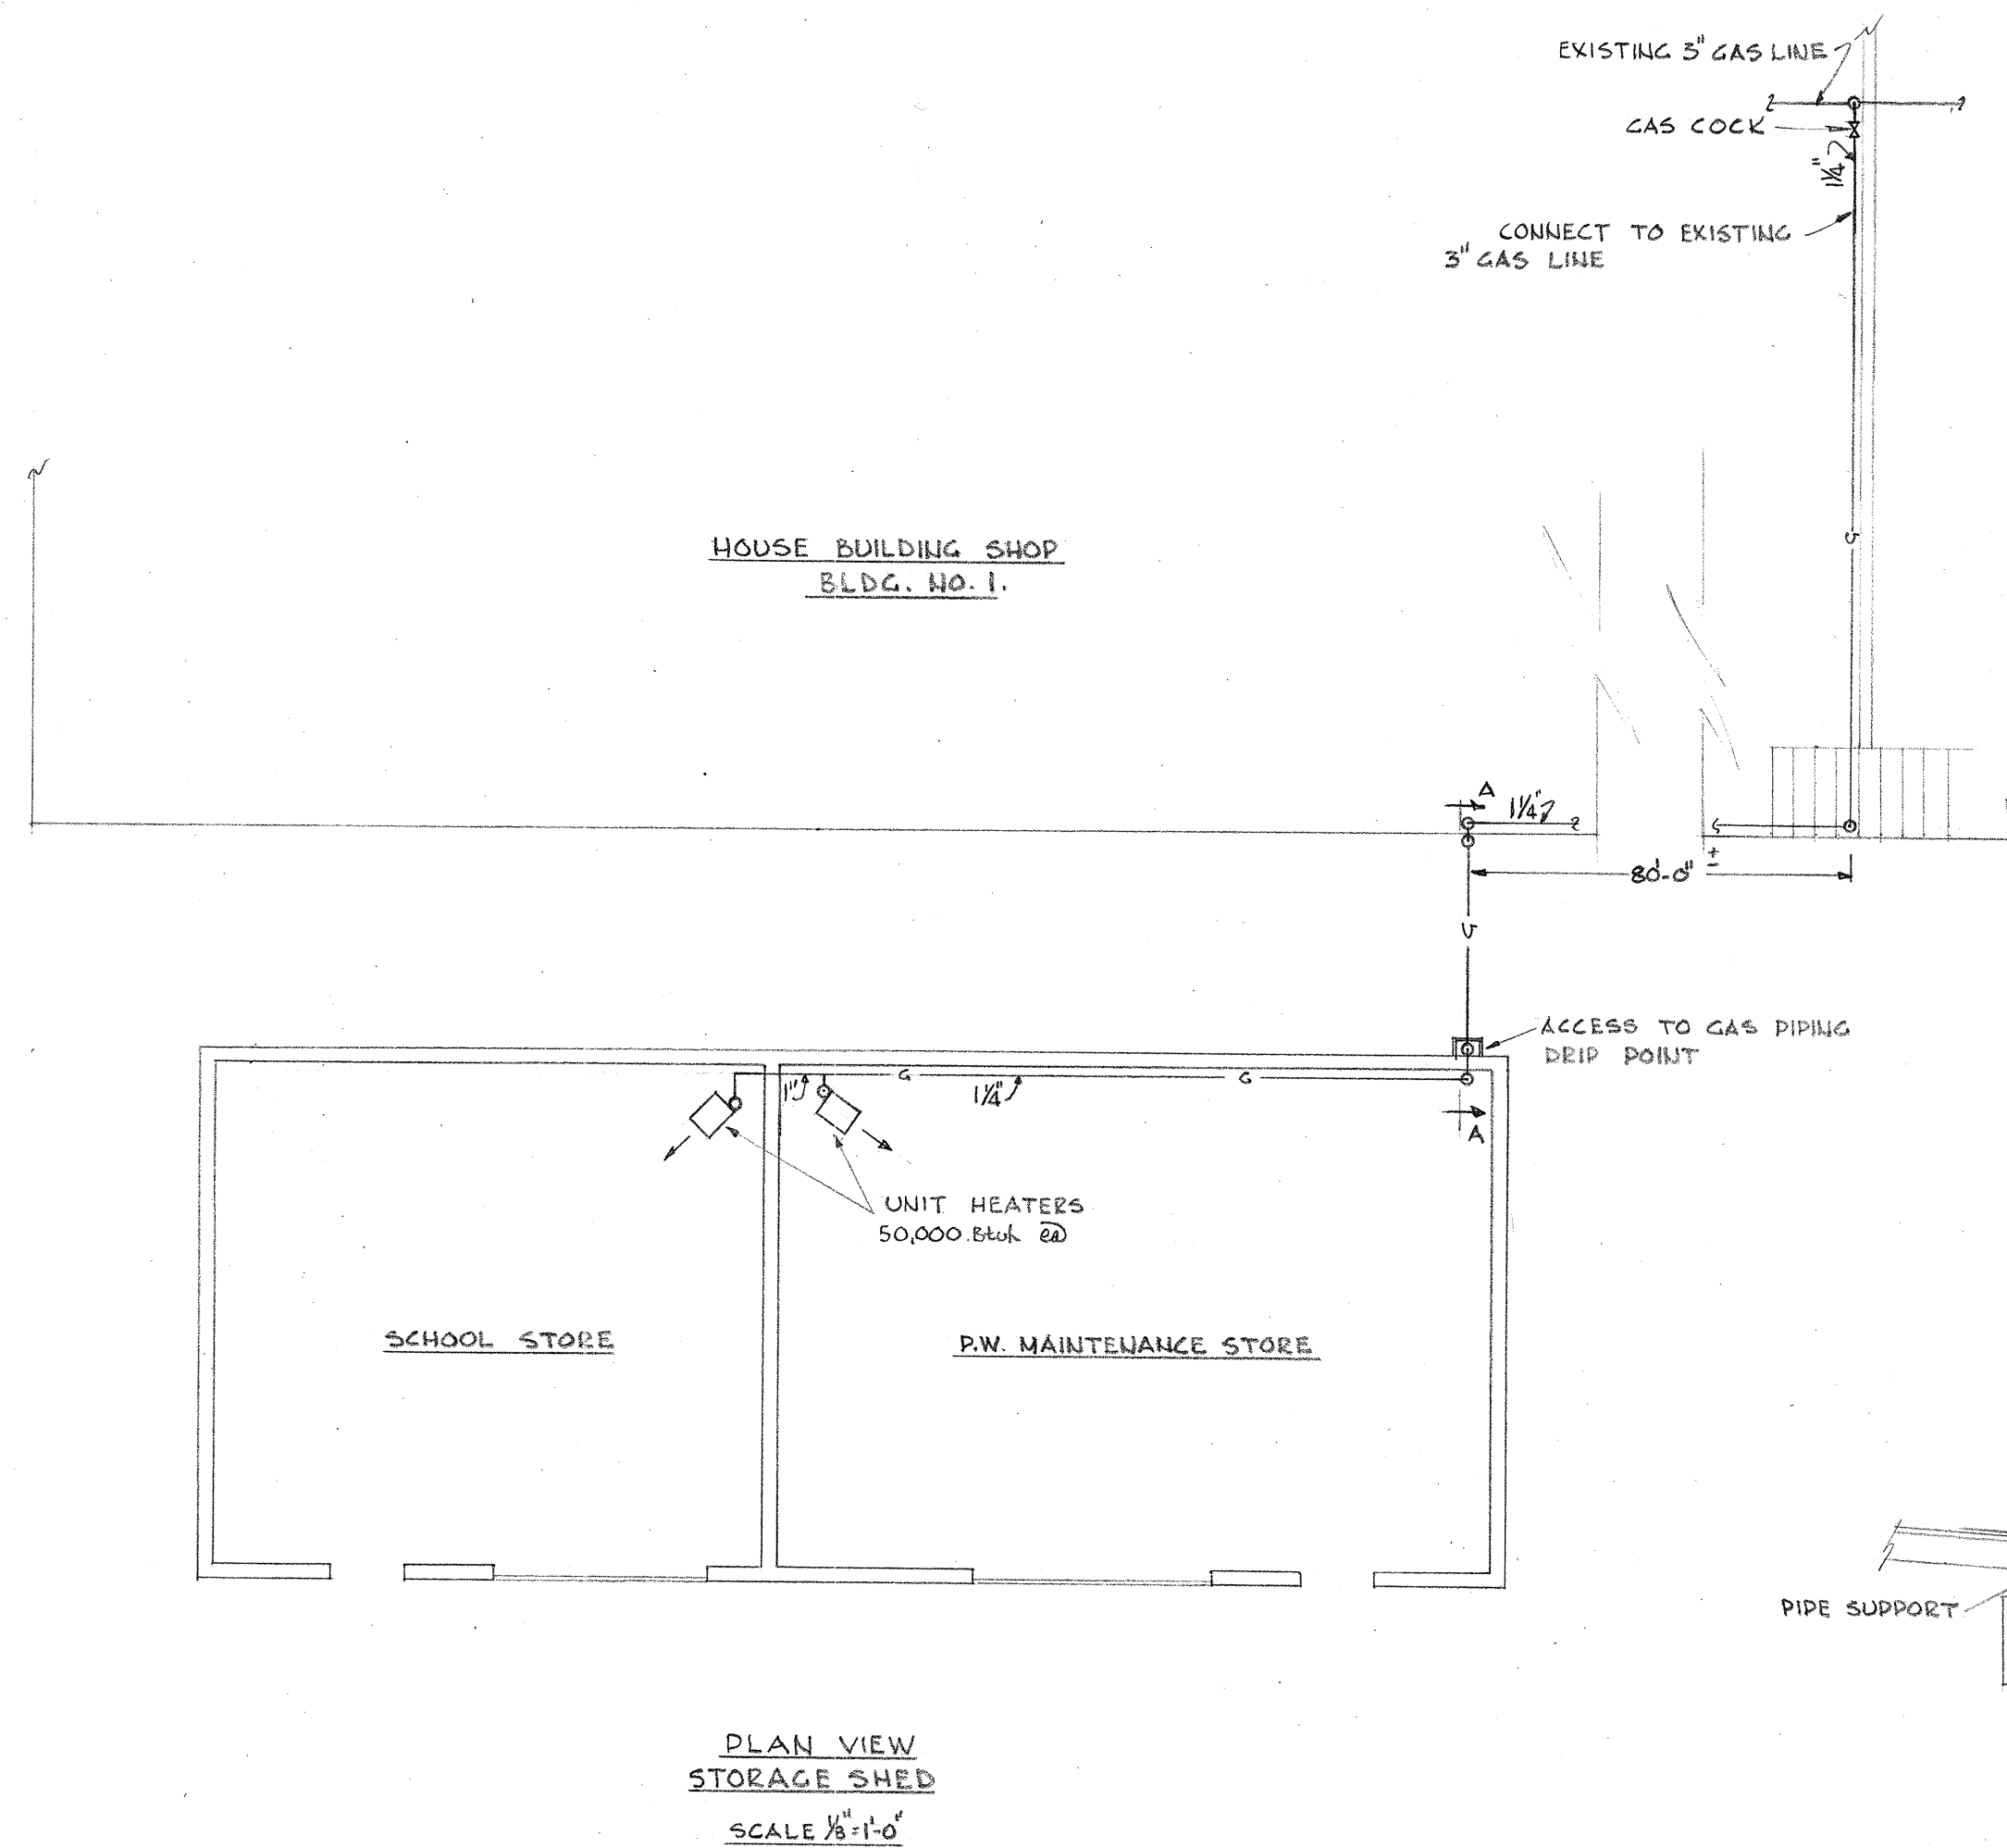 EXISTING 3" GAS LINE
GAS COCK
1¼"
CONNECT TO EXISTING
3" GAS LINE
G
HOUSE BUILDING SHOP
BLDG. NO. 1.
A
1¼"
80'-0" ±
G
ACCESS TO GAS PIPING
DRIP POINT
1"
G
1¼"
G
A
UNIT HEATERS
50,000 Btuh ea
SCHOOL STORE
P.W. MAINTENANCE STORE
PIPE SUPPORT
PLAN VIEW
STORAGE SHED
SCALE ⅛"=1'-0"